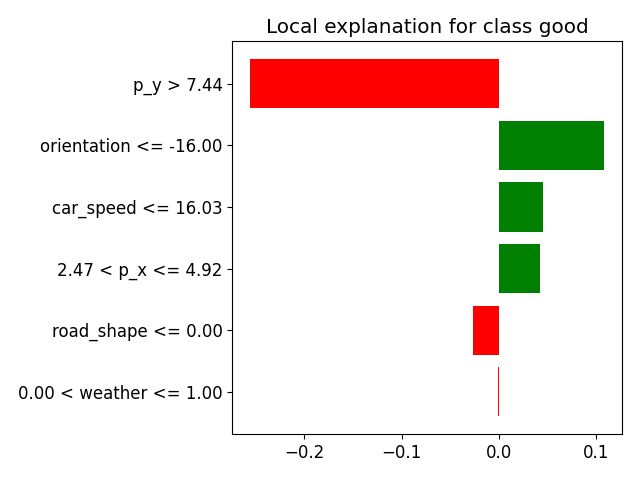 Local explanation for class good
p_y > 7.44
orientation <= -16.00
car_speed <= 16.03
2.47 < p_x <= 4.92
road_shape <= 0.00
0.00 < weather <= 1.00
−0.2 −0.1 0.0 0.1